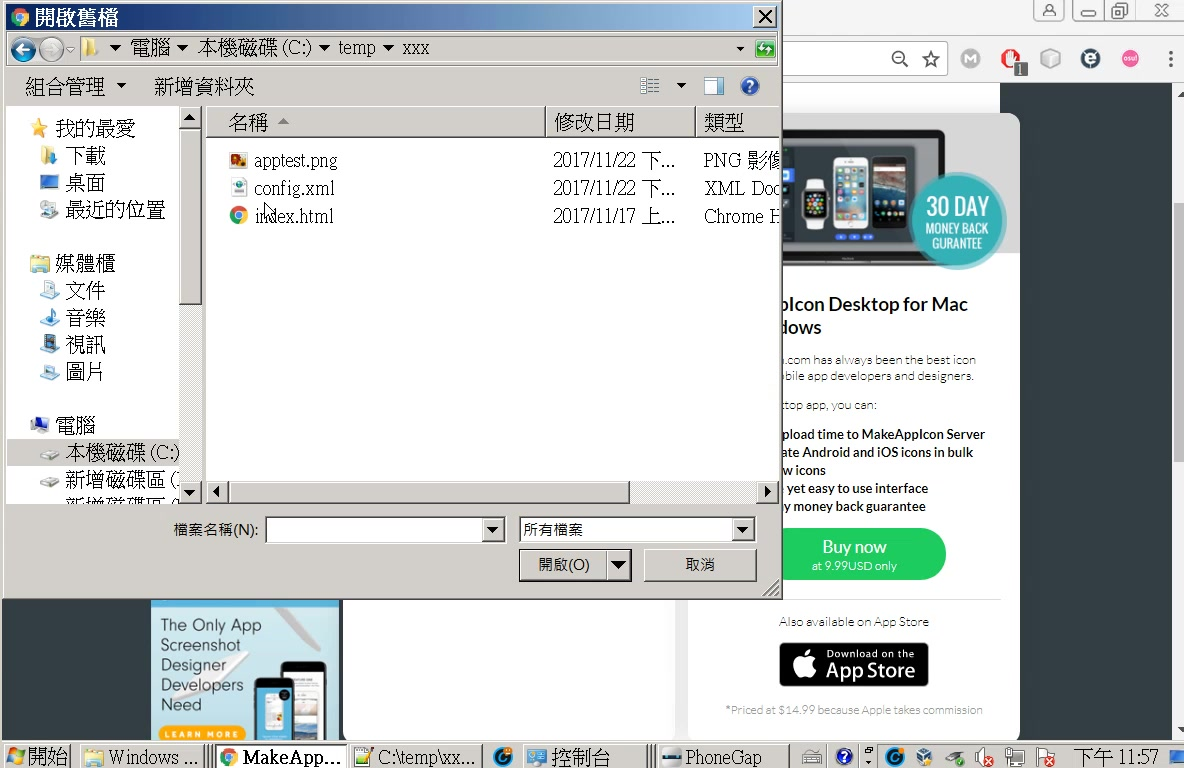 開啟舊檔
電腦 本機磁碟 (C:) temp xxx
組合管理 新增資料夾
我的最愛
下載
桌面
最近的位置
媒體櫃
文件
音樂
視訊
圖片
電腦
本機磁碟 (C:)
新增磁碟區 (
新增磁碟區 (
名稱 修改日期 類型
apptest.png 2017/11/22 下... PNG 影像
config.xml 2017/11/22 下... XML Doc
index.html 2017/11/17 上... Chrome H
檔案名稱(N): 所有檔案
開啟(O) 取消
M
1
osu!
30 DAY
MONEY BACK
GURANTEE
pIcon Desktop for Mac
dows
.com has always been the best icon
bile app developers and designers.
top app, you can:
pload time to MakeAppIcon Server
ate Android and iOS icons in bulk
w icons
yet easy to use interface
y money back guarantee
Buy now
at 9.99USD only
Also available on App Store
Download on the
App Store
*Priced at $14.99 because Apple takes commission
The Only App
Screenshot
Designer
Developers
Need
LEARN MORE
開始 Windows ... MakeApp... C:\temp\xx... 控制台 PhoneGap 下午 11:57